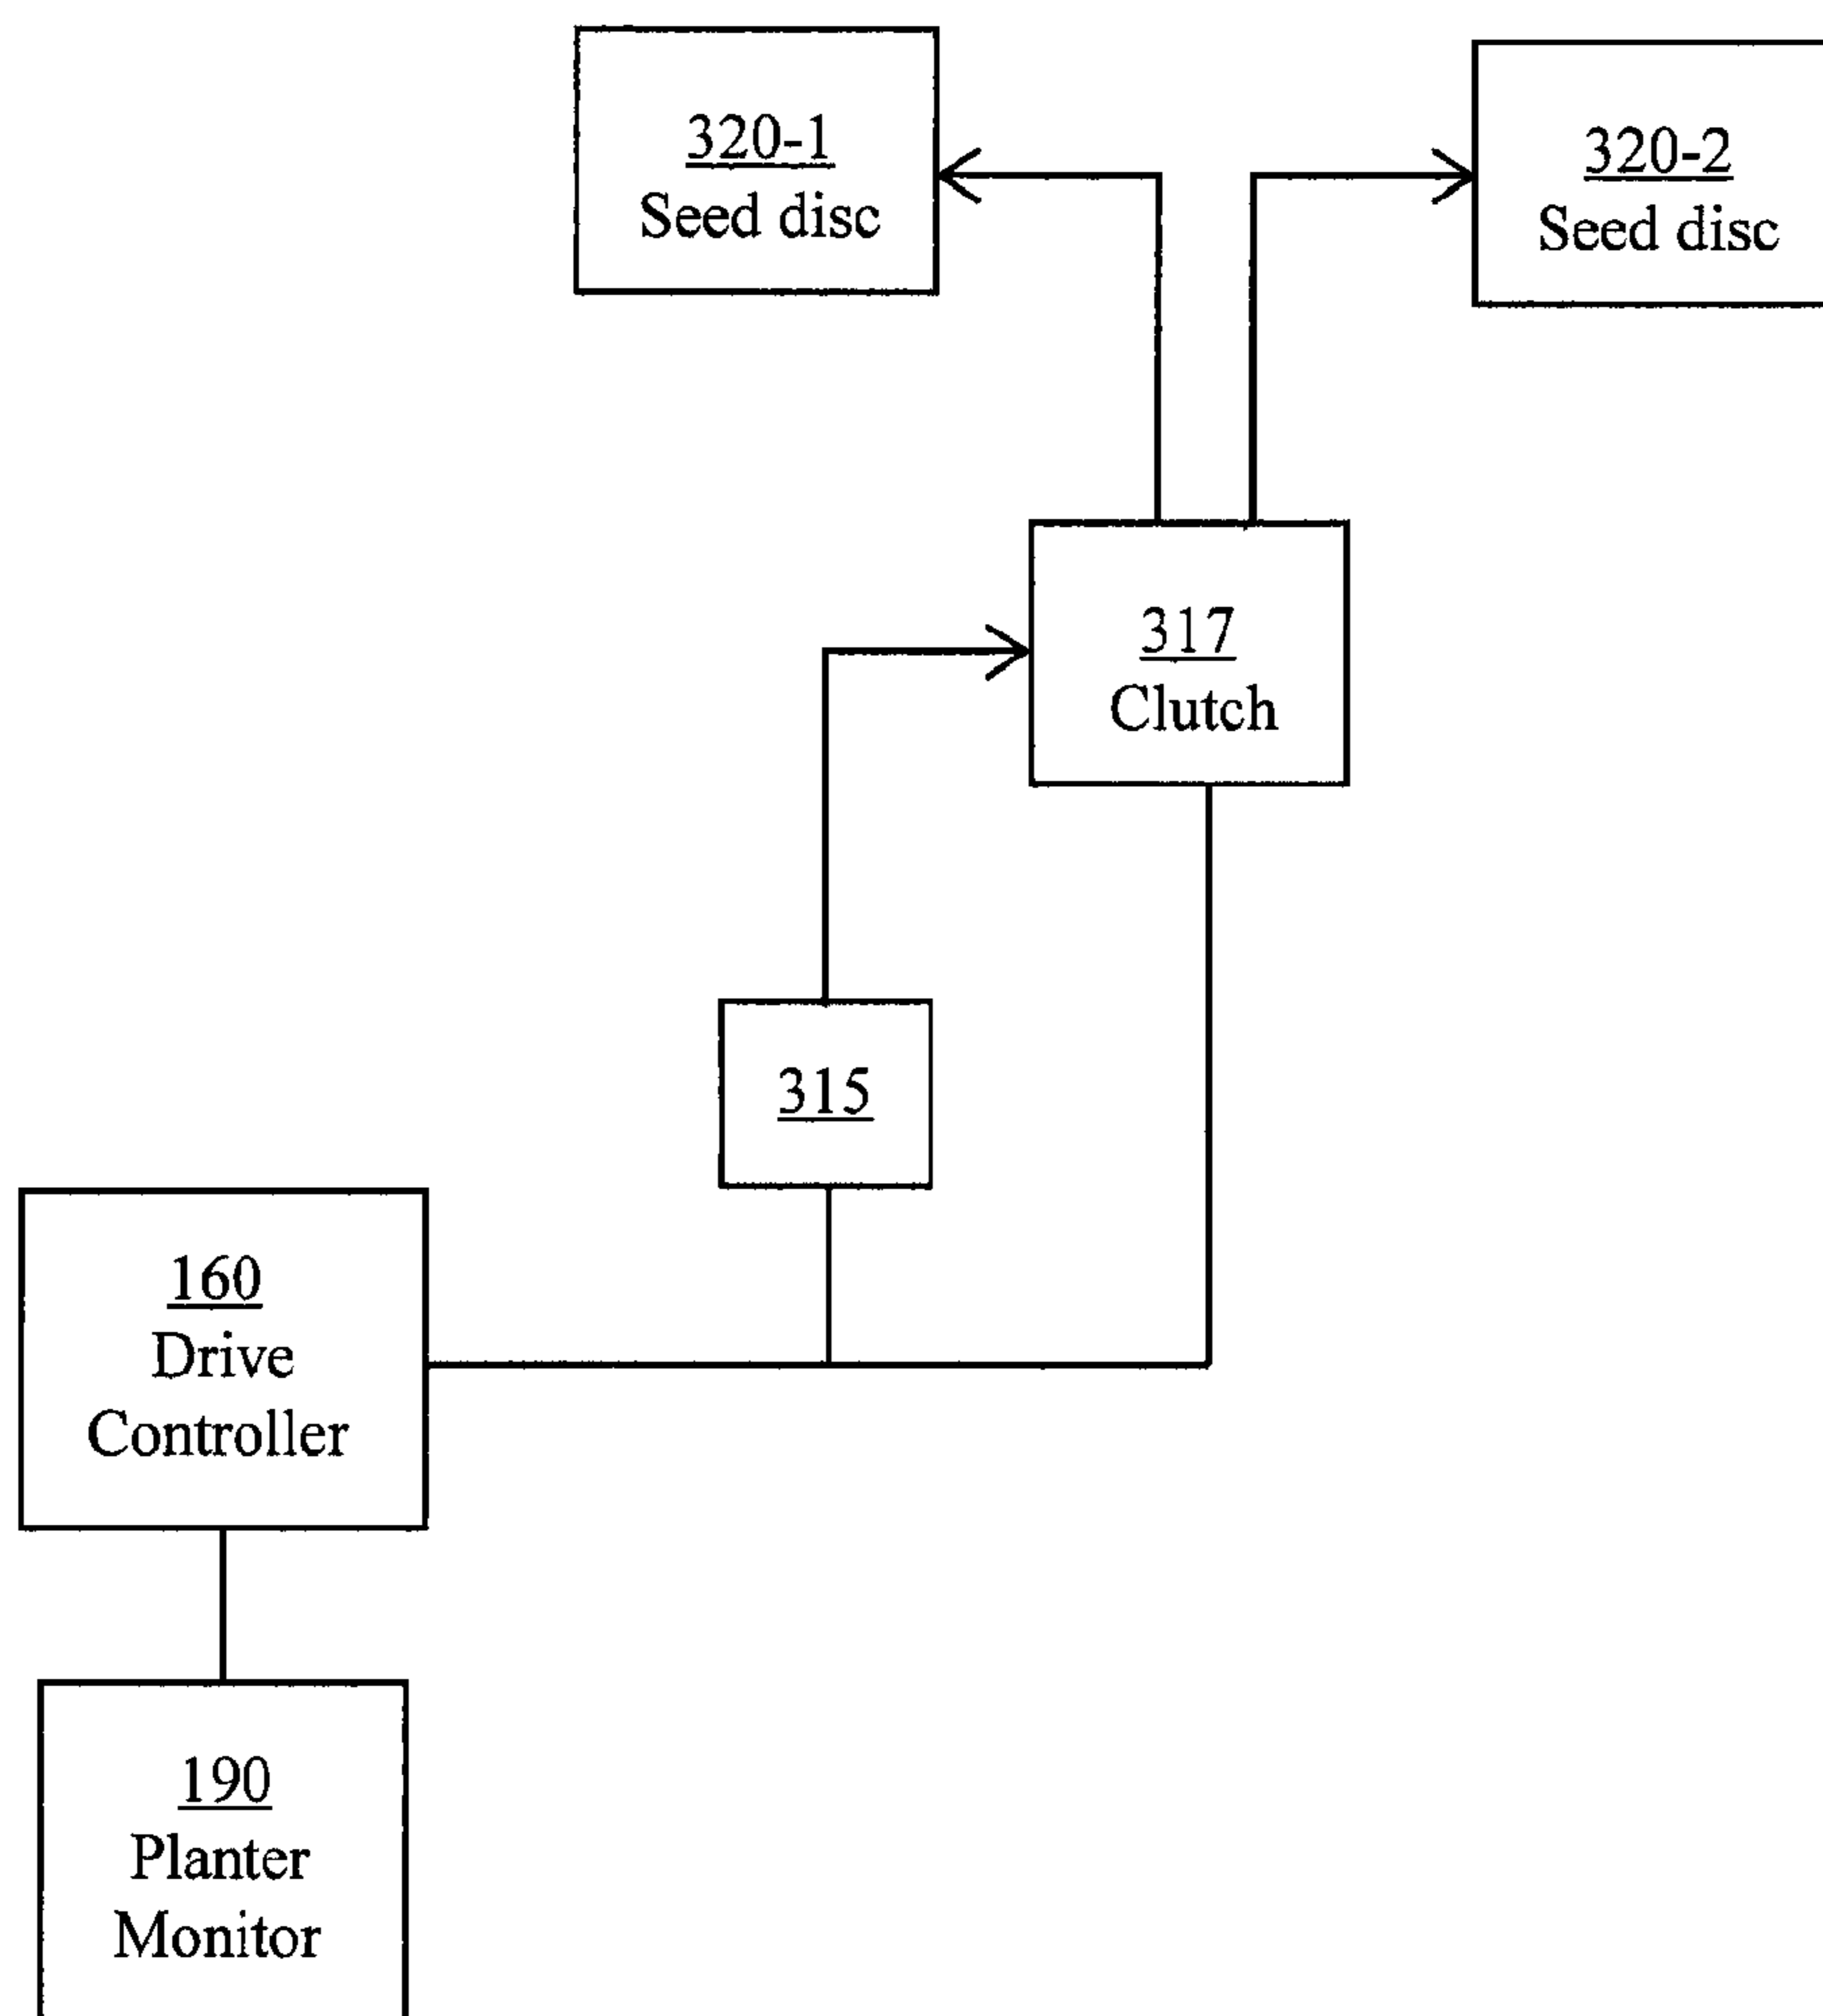 320-1
Seed disc
320-2
Seed disc
317
Clutch
315
160
Drive
Controller
190
Planter
Monitor